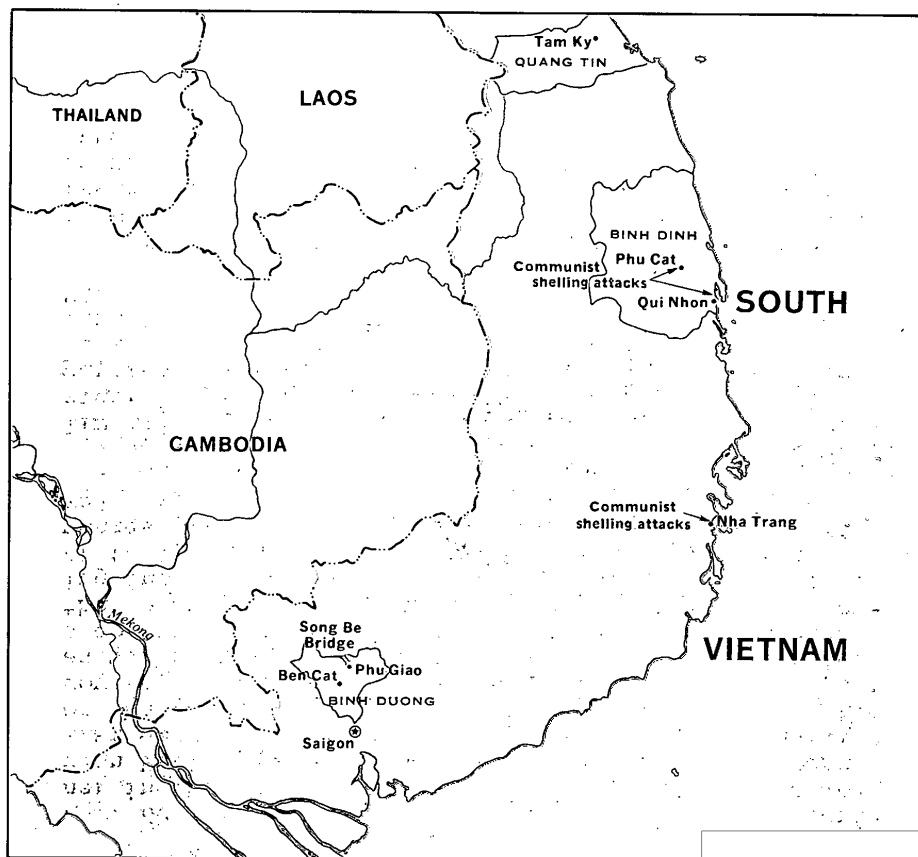 Tam Ky
QUANG TIN
LAOS
THAILAND
BINH DINH
Phu Cat
Communist
shelling attacks
Qui Nhon
SOUTH
CAMBODIA
Communist
shelling attacks
Nha Trang
Mekong
Song Be
Bridge
Phu Giao
Ben Cat
BINH DUONG
VIETNAM
Saigon